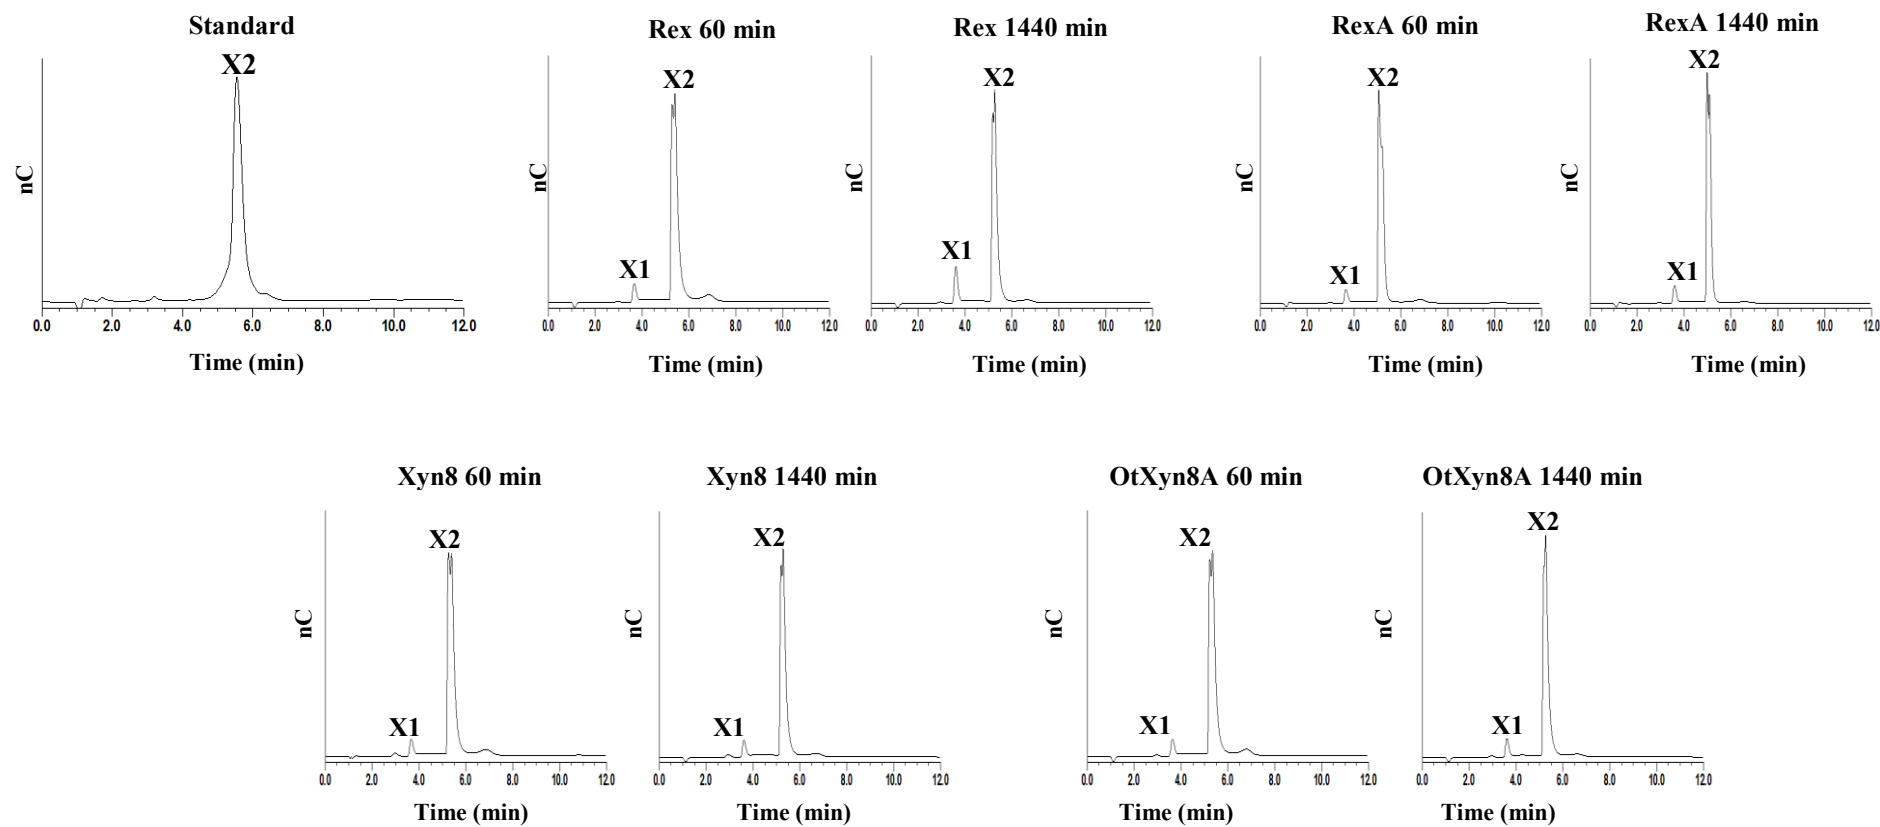 Standard
Rex 60 min
Rex 1440 min
RexA 60 min
RexA 1440 min
X2
X2
X2
X2
X2
X1
X1
X1
X1
nC
nC
nC
nC
nC
0.0 2.0 4.0 6.0 8.0 10.0 12.0
0.0 2.0 4.0 6.0 8.0 10.0 12.0
0.0 2.0 4.0 6.0 8.0 10.0 12.0
0.0 2.0 4.0 6.0 8.0 10.0 12.0
0.0 2.0 4.0 6.0 8.0 10.0 12.0
Time (min)
Time (min)
Time (min)
Time (min)
Time (min)
Xyn8 60 min
Xyn8 1440 min
OtXyn8A 60 min
OtXyn8A 1440 min
X2
X2
X2
X2
X1
X1
X1
X1
nC
nC
nC
nC
0.0 2.0 4.0 6.0 8.0 10.0 12.0
0.0 2.0 4.0 6.0 8.0 10.0 12.0
0.0 2.0 4.0 6.0 8.0 10.0 12.0
0.0 2.0 4.0 6.0 8.0 10.0 12.0
Time (min)
Time (min)
Time (min)
Time (min)